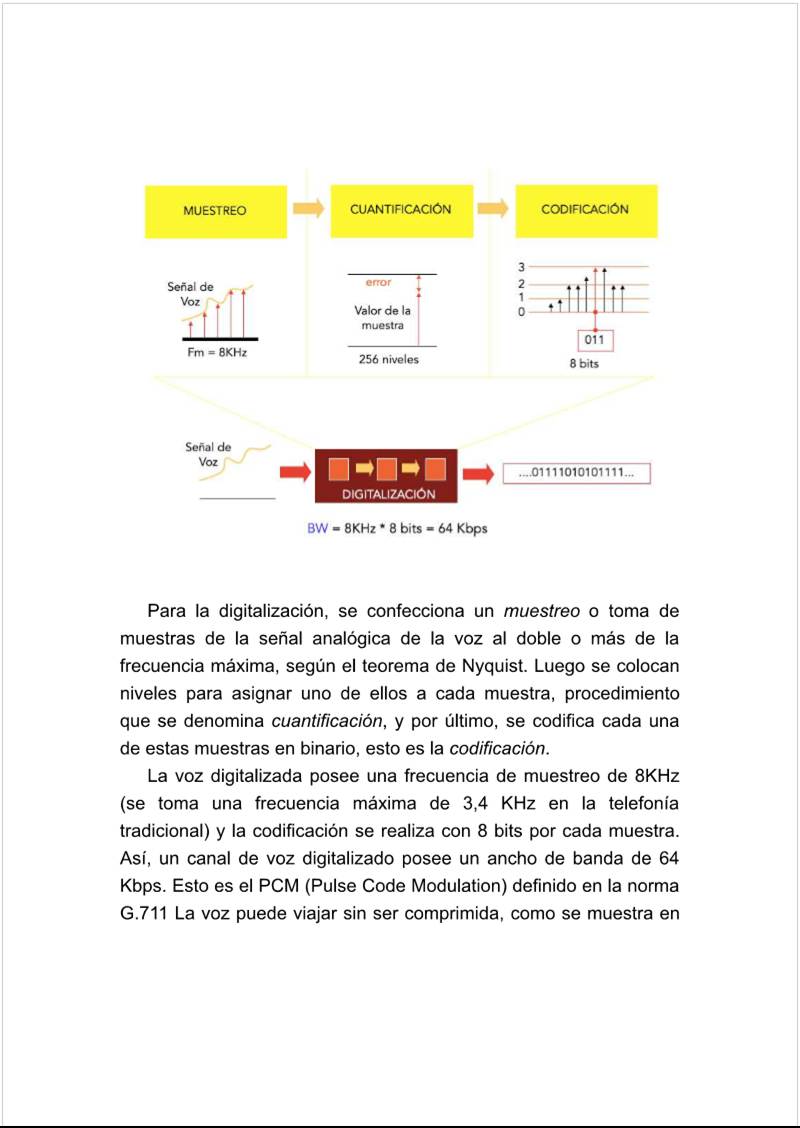 MUESTREO
CUANTIFICACIÓN
CODIFICACIÓN
Señal de
Voz
Fm = 8KHz
error
Valor de la
muestra
256 niveles
3
2
1
0
011
8 bits
Señal de
Voz
DIGITALIZACIÓN
....01111010101111...
BW = 8KHz * 8 bits = 64 Kbps
Para la digitalización, se confecciona un muestreo o toma de
muestras de la señal analógica de la voz al doble o más de la
frecuencia máxima, según el teorema de Nyquist. Luego se colocan
niveles para asignar uno de ellos a cada muestra, procedimiento
que se denomina cuantificación, y por último, se codifica cada una
de estas muestras en binario, esto es la codificación.
La voz digitalizada posee una frecuencia de muestreo de 8KHz
(se toma una frecuencia máxima de 3,4 KHz en la telefonía
tradicional) y la codificación se realiza con 8 bits por cada muestra.
Así, un canal de voz digitalizado posee un ancho de banda de 64
Kbps. Esto es el PCM (Pulse Code Modulation) definido en la norma
G.711 La voz puede viajar sin ser comprimida, como se muestra en